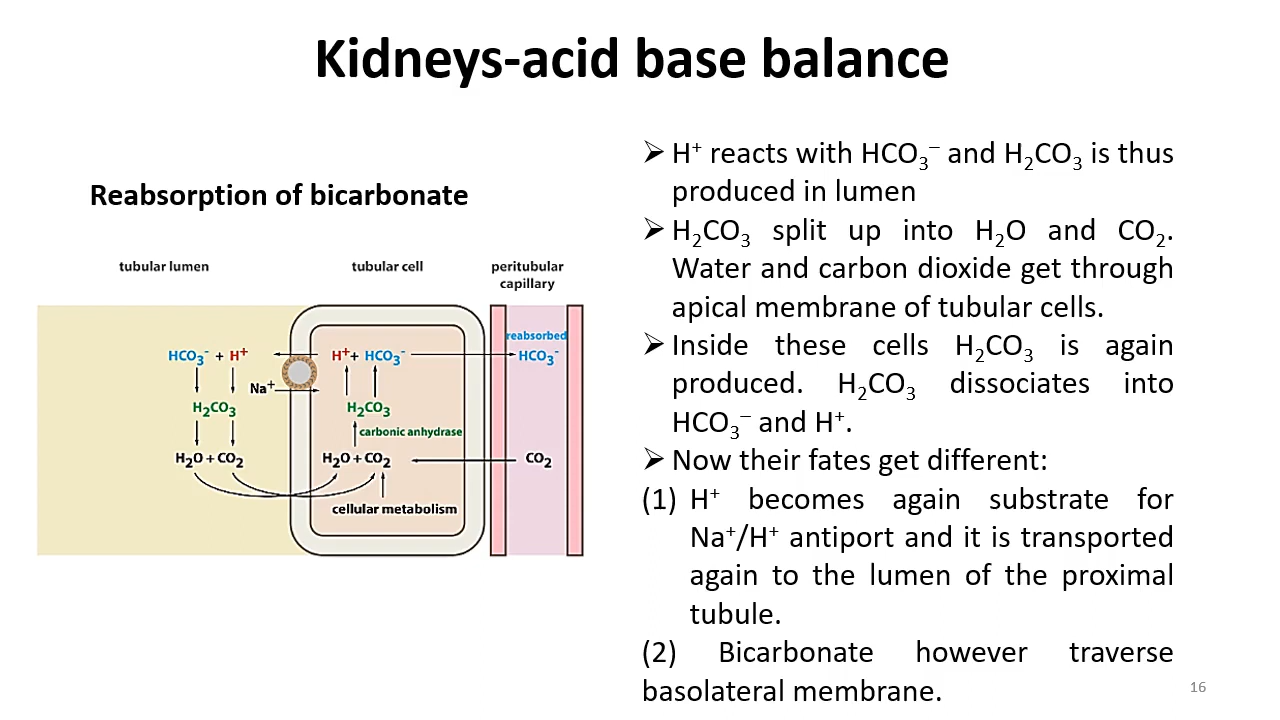 Kidneys-acid base balance
Reabsorption of bicarbonate
tubular lumen
tubular cell
peritubular
capillary
reabsorbed
HCO₃⁻ + H⁺
H⁺+ HCO₃⁻
HCO₃⁻
Na⁺
H₂CO₃
H₂CO₃
carbonic anhydrase
H₂O + CO₂
H₂O + CO₂
CO₂
cellular metabolism
➢ H⁺ reacts with HCO₃⁻ and H₂CO₃ is thus
produced in lumen
➢ H₂CO₃ split up into H₂O and CO₂.
Water and carbon dioxide get through
apical membrane of tubular cells.
➢ Inside these cells H₂CO₃ is again
produced. H₂CO₃ dissociates into
HCO₃⁻ and H⁺.
➢ Now their fates get different:
(1) H⁺ becomes again substrate for
Na⁺/H⁺ antiport and it is transported
again to the lumen of the proximal
tubule.
(2) Bicarbonate however traverse
basolateral membrane.
16